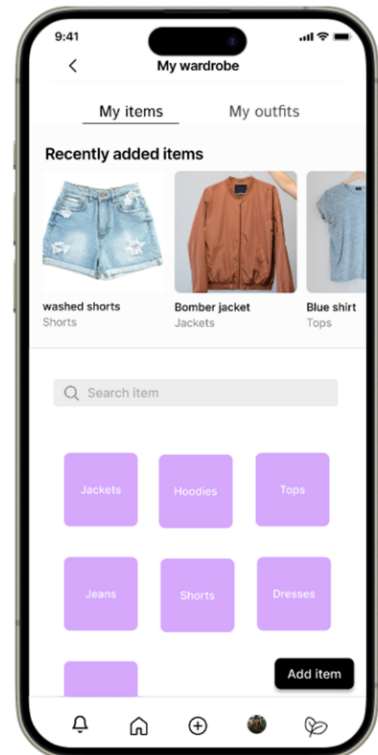 9:41
My wardrobe
My items
My outfits
Recently added items
washed shorts
Shorts
Bomber jacket
Jackets
Blue shirt
Tops
Search item
Jackets
Hoodies
Tops
Jeans
Shorts
Dresses
Add item